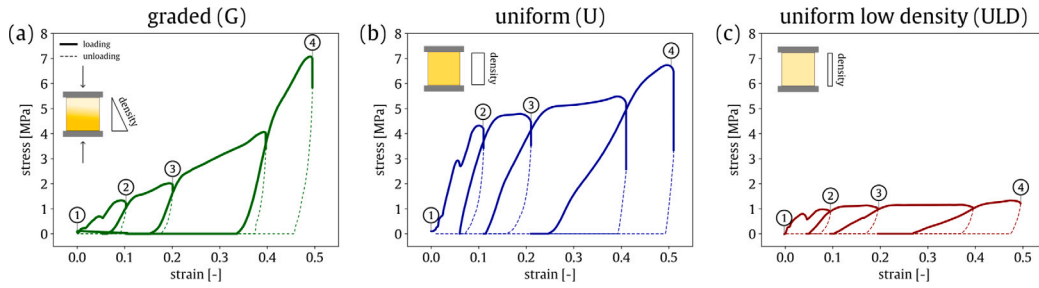 graded (G)
(a)
8
7
6
5
4
3
2
1
0
stress [MPa]
loading
unloading
density
1
2
3
4
0.0 0.1 0.2 0.3 0.4 0.5
strain [-]
uniform (U)
(b)
8
7
6
5
4
3
2
1
0
stress [MPa]
density
1
2
3
4
0.0 0.1 0.2 0.3 0.4 0.5
strain [-]
uniform low density (ULD)
(c)
8
7
6
5
4
3
2
1
0
stress [MPa]
density
1
2
3
4
0.0 0.1 0.2 0.3 0.4 0.5
strain [-]